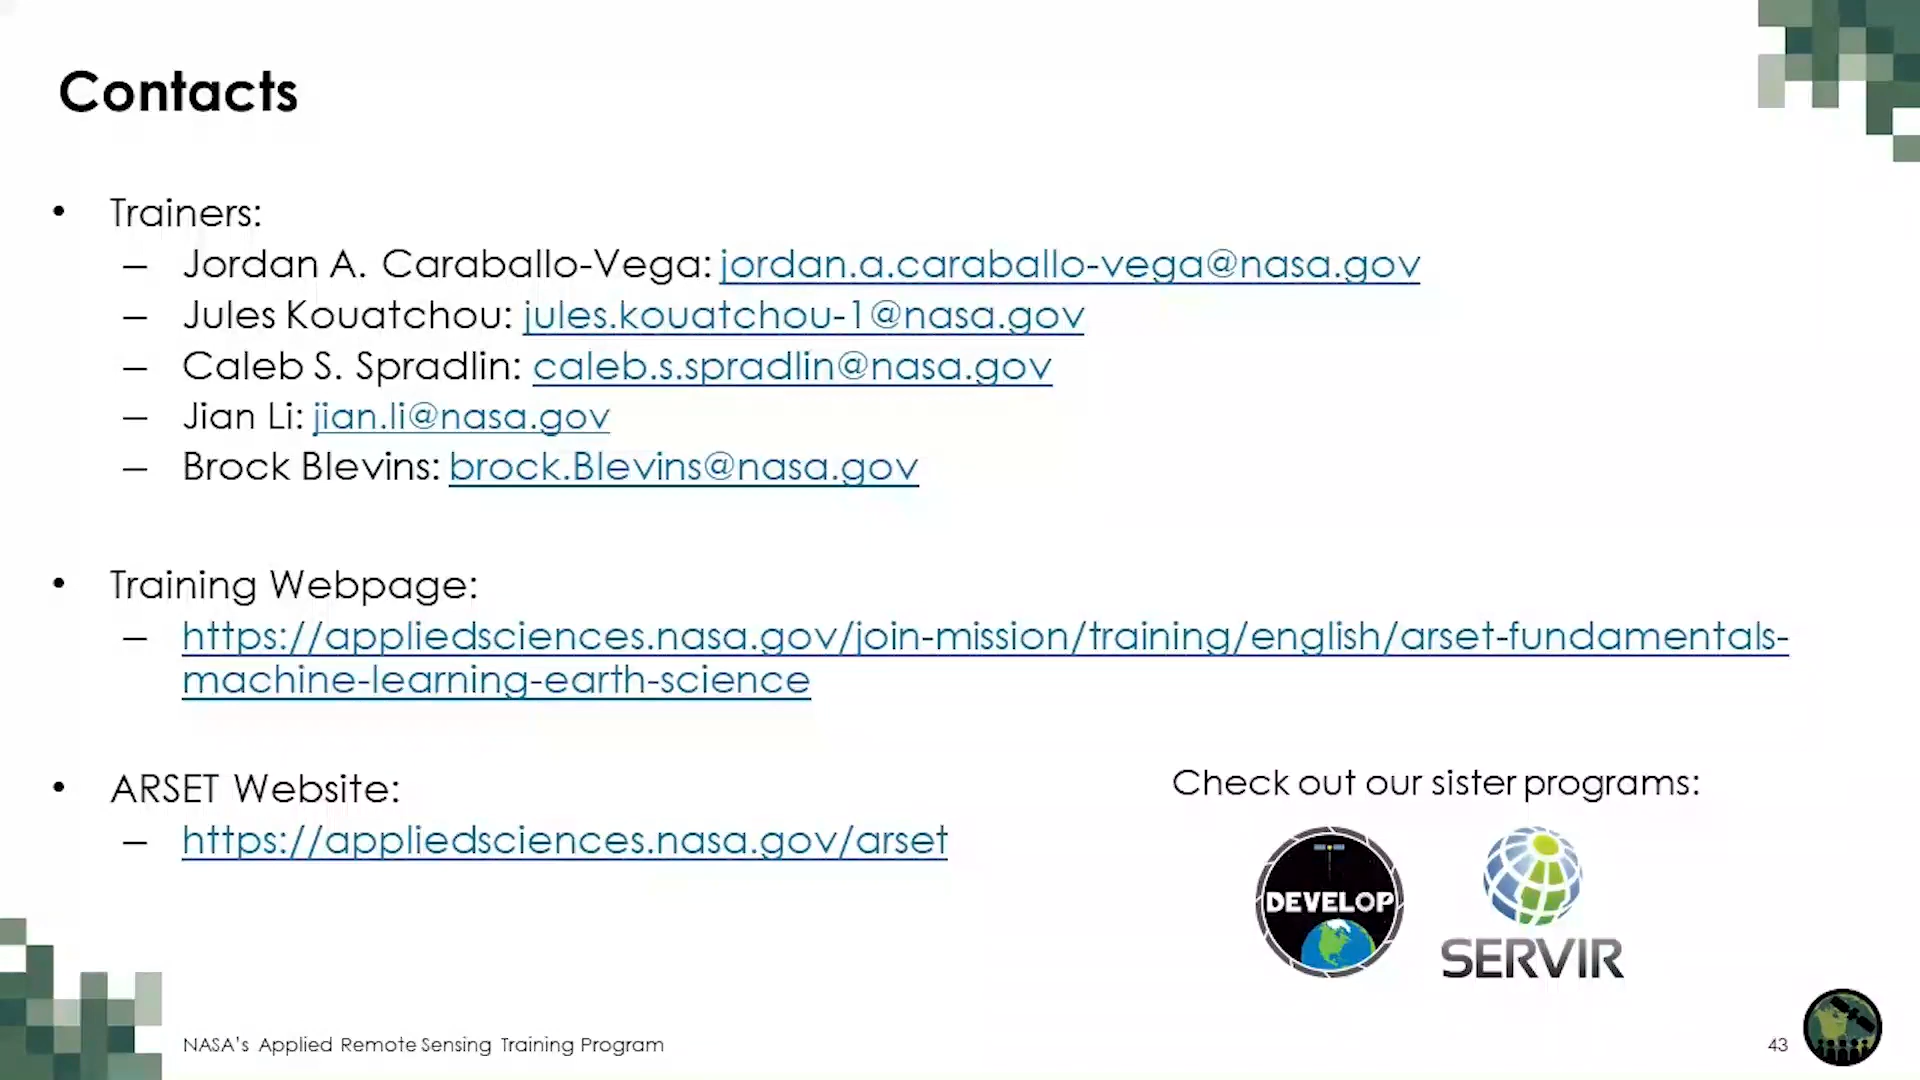 Contacts
• Trainers:
– Jordan A. Caraballo-Vega: jordan.a.caraballo-vega@nasa.gov
– Jules Kouatchou: jules.kouatchou-1@nasa.gov
– Caleb S. Spradlin: caleb.s.spradlin@nasa.gov
– Jian Li: jian.li@nasa.gov
– Brock Blevins: brock.Blevins@nasa.gov
• Training Webpage:
– https://appliedsciences.nasa.gov/join-mission/training/english/arset-fundamentals-
machine-learning-earth-science
• ARSET Website:
– https://appliedsciences.nasa.gov/arset
Check out our sister programs:
DEVELOP
SERVIR
NASA's Applied Remote Sensing Training Program
43